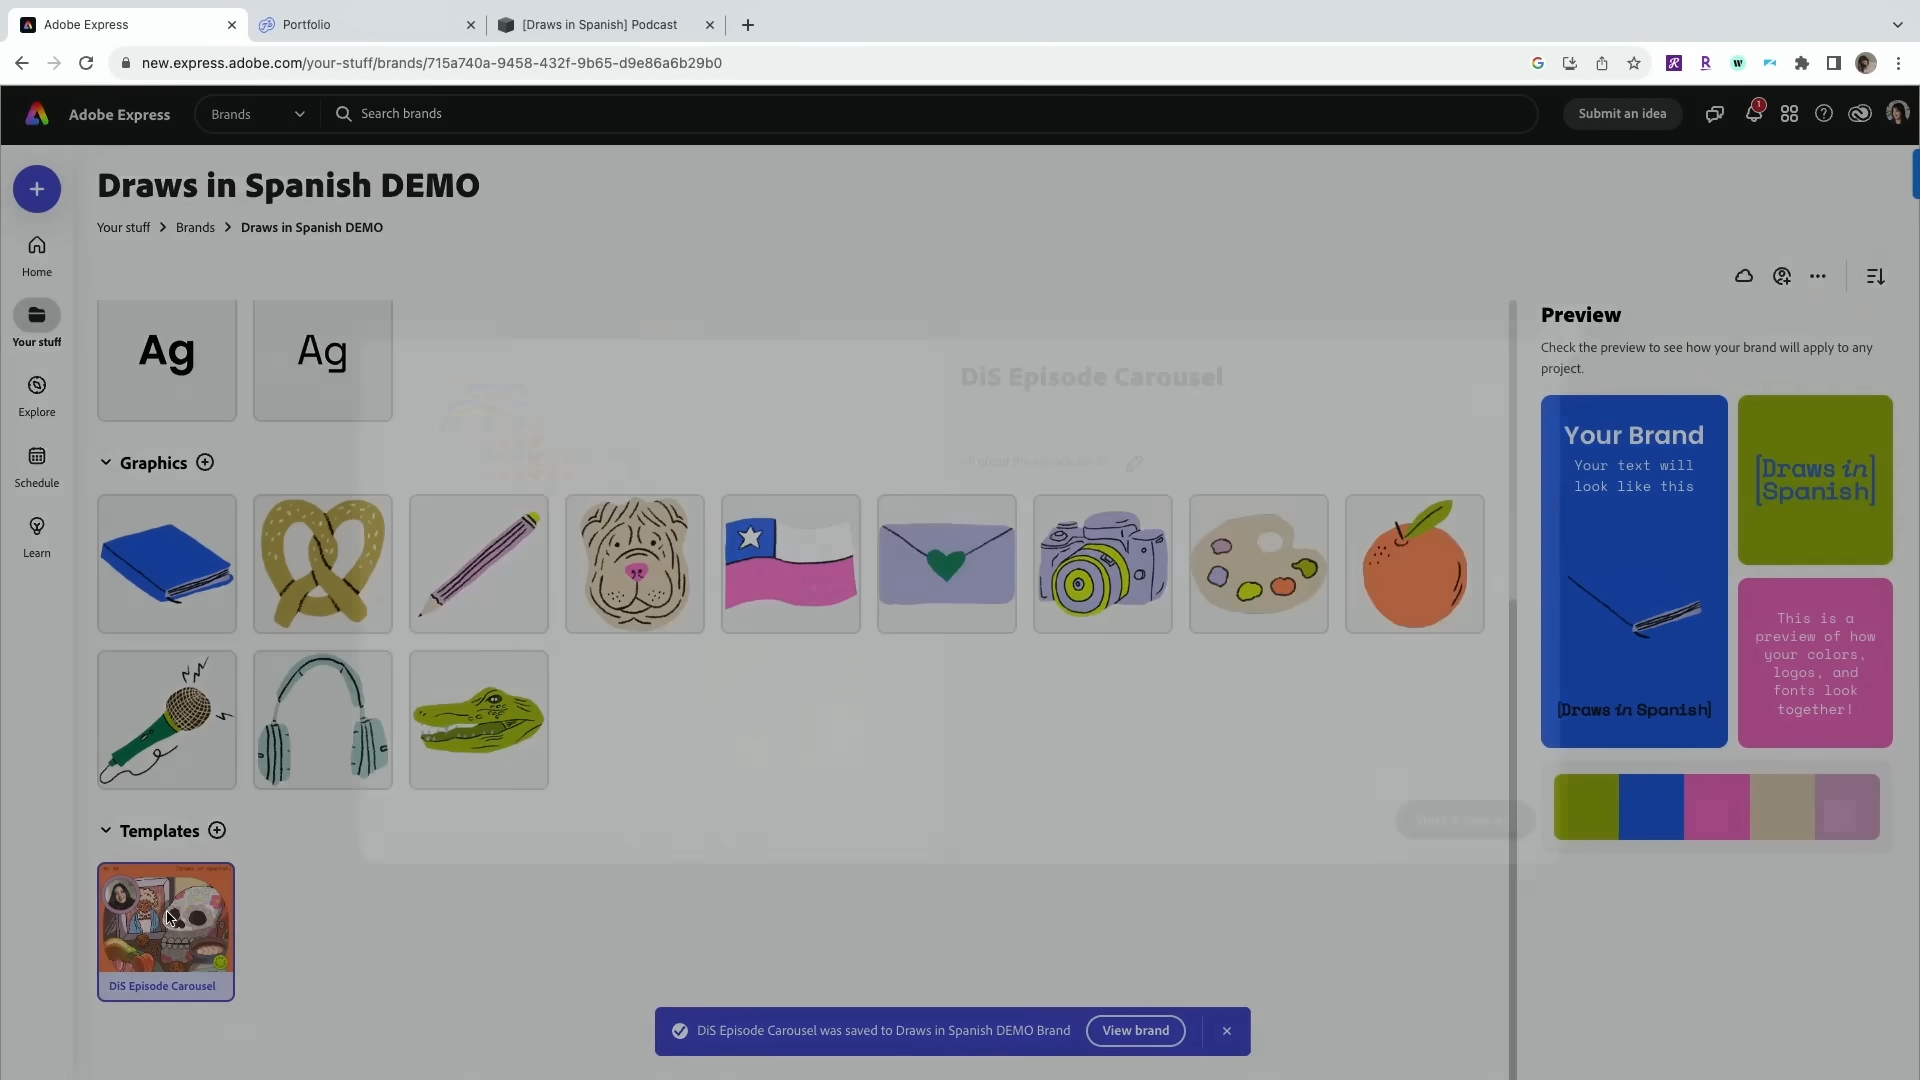 Adobe Express
Portfolio
[Draws in Spanish] Podcast
new.express.adobe.com/your-stuff/brands/715a740a-9458-432f-9b65-d9e86a6b29b0
Adobe Express
Brands
Search brands
Submit an idea
1
Draws in Spanish DEMO
Your stuff > Brands > Draws in Spanish DEMO
Home
Your stuff
Explore
Schedule
Learn
Ag
Ag
DiS Episode Carousel
Graphics
Templates
DiS Episode Carousel
Preview
Check the preview to see how your brand will apply to any
project.
Your Brand
Your text will
look like this
[Draws in Spanish]
[Draws in
Spanish]
This is a
preview of how
your colors,
logos, and
fonts look
together!
DiS Episode Carousel was saved to Draws in Spanish DEMO Brand
View brand